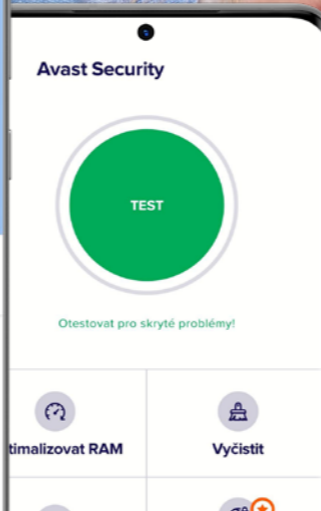 Avast Security
TEST
Otestovat pro skryté problémy!
timalizovat RAM
Vyčistit